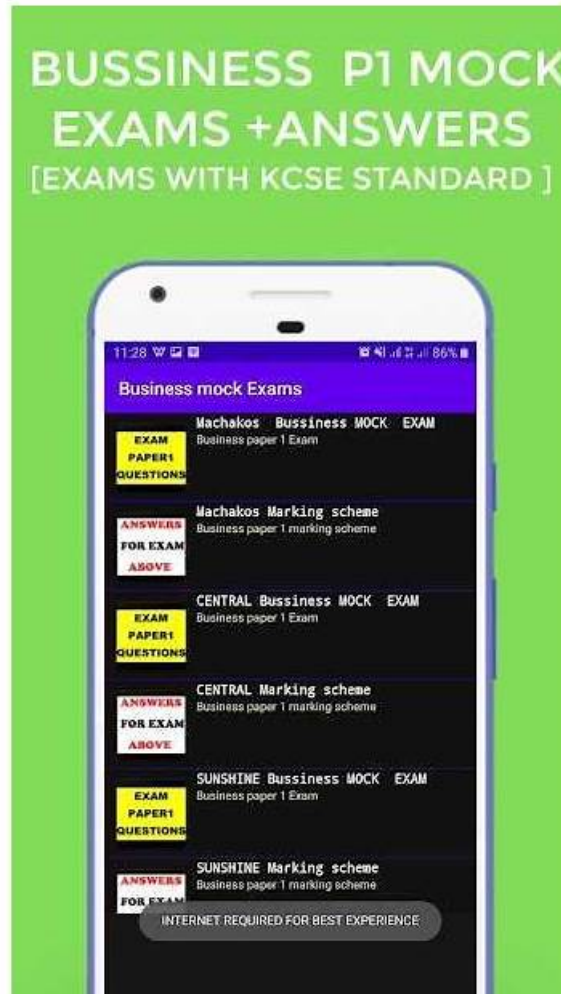 BUSSINESS P1 MOCK
EXAMS +ANSWERS
[EXAMS WITH KCSE STANDARD ]
11:28
86%
Business mock Exams
EXAM
PAPER1
QUESTIONS
Machakos Bussiness MOCK EXAM
Business paper 1 Exam
ANSWERS
FOR EXAM
ABOVE
Machakos Marking scheme
Business paper 1 marking scheme
EXAM
PAPER1
QUESTIONS
CENTRAL Bussiness MOCK EXAM
Business paper 1 Exam
ANSWERS
FOR EXAM
ABOVE
CENTRAL Marking scheme
Business paper 1 marking scheme
EXAM
PAPER1
QUESTIONS
SUNSHINE Bussiness MOCK EXAM
Business paper 1 Exam
ANSWERS
FOR EXAM
SUNSHINE Marking scheme
Business paper 1 marking scheme
INTERNET REQUIRED FOR BEST EXPERIENCE